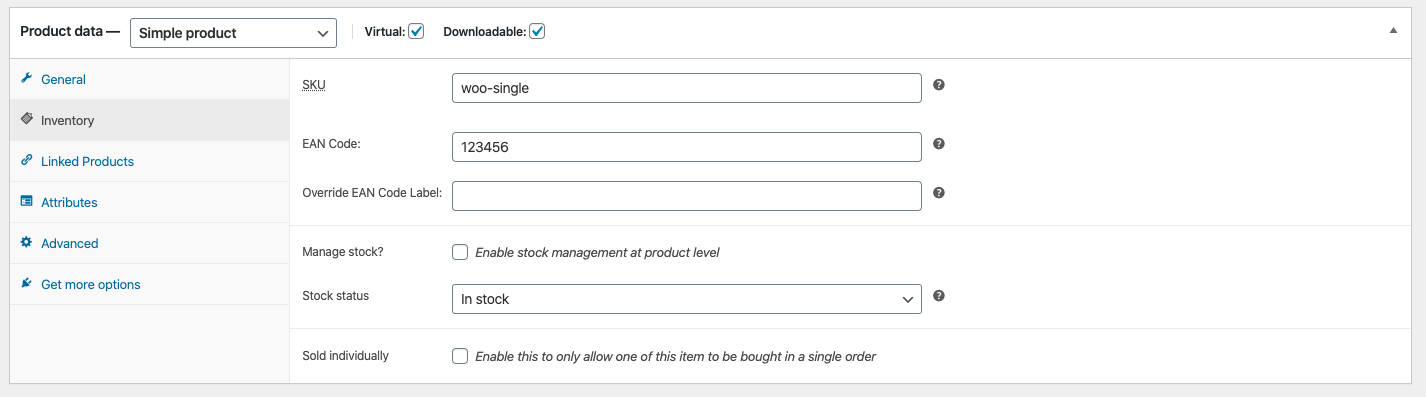 Product data — Simple product Virtual: Downloadable:
General
Inventory
Linked Products
Attributes
Advanced
Get more options
SKU woo-single ?
EAN Code: 123456 ?
Override EAN Code Label: ?
Manage stock? Enable stock management at product level
Stock status In stock ?
Sold individually Enable this to only allow one of this item to be bought in a single order